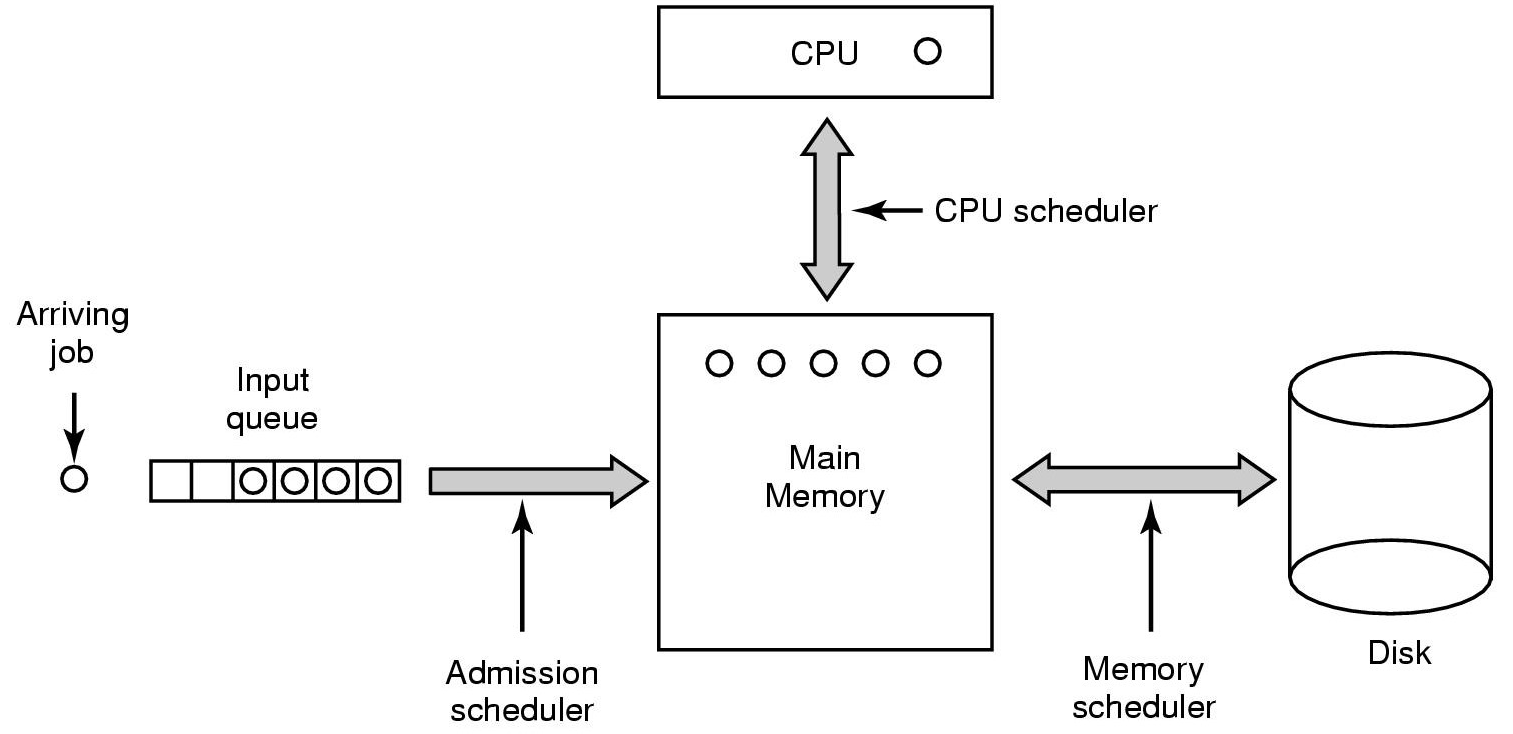 CPU
CPU scheduler
Arriving
job
Input
queue
Main
Memory
Admission
scheduler
Memory
scheduler
Disk